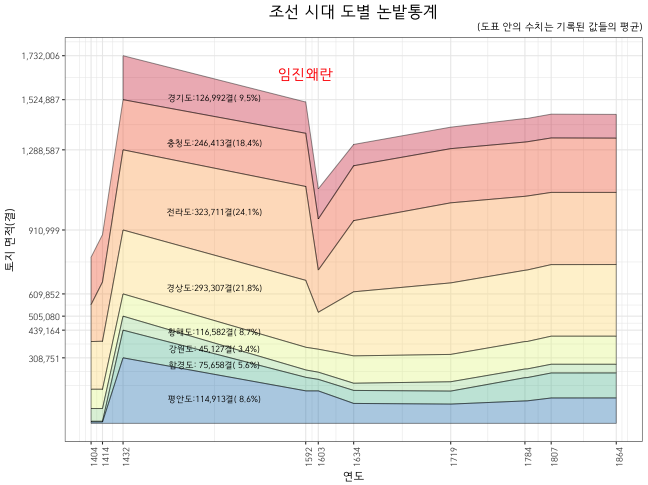 조선 시대 도별 논밭통계
(도표 안의 수치는 기록된 값들의 평균)
임진왜란
1,732,006
1,524,887
1,288,587
910,999
609,852
505,080
439,164
308,751
토지 면적(결)
경기도:126,992결( 9.5%)
충청도:246,413결(18.4%)
전라도:323,711결(24.1%)
경상도:293,307결(21.8%)
황해도:116,582결( 8.7%)
강원도: 45,127결( 3.4%)
함경도: 75,658결( 5.6%)
평안도:114,913결( 8.6%)
1404
1414
1432
1592
1603
1634
1719
1784
1807
1864
연도